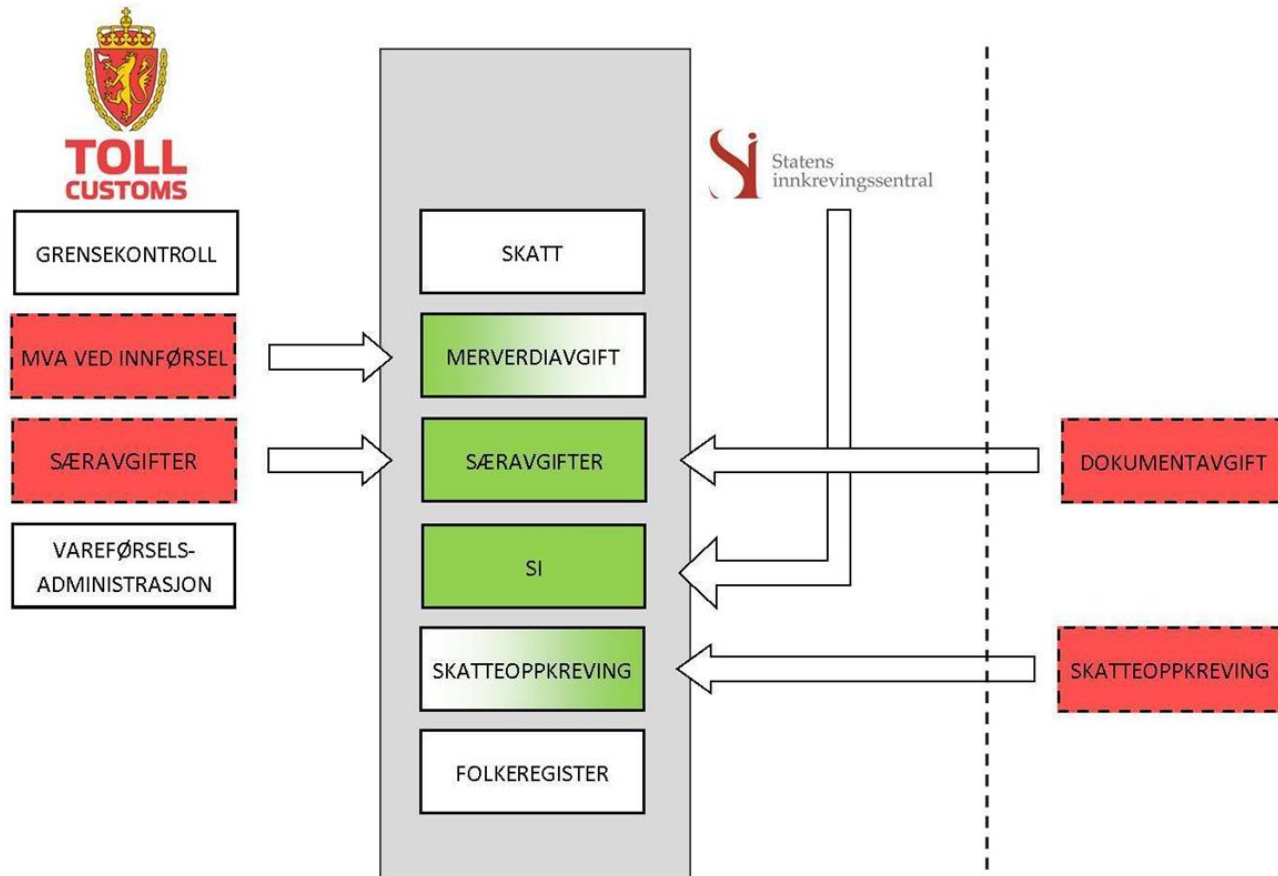 TOLL
CUSTOMS
GRENSEKONTROLL
MVA VED INNFØRSEL
SÆRAVGIFTER
VAREFØRSELS-
ADMINISTRASJON
SKATT
MERVERDIAVGIFT
SÆRAVGIFTER
SI
SKATTEOPPKREVING
FOLKEREGISTER
Si
Statens
innkrevingssentral
DOKUMENTAVGIFT
SKATTEOPPKREVING